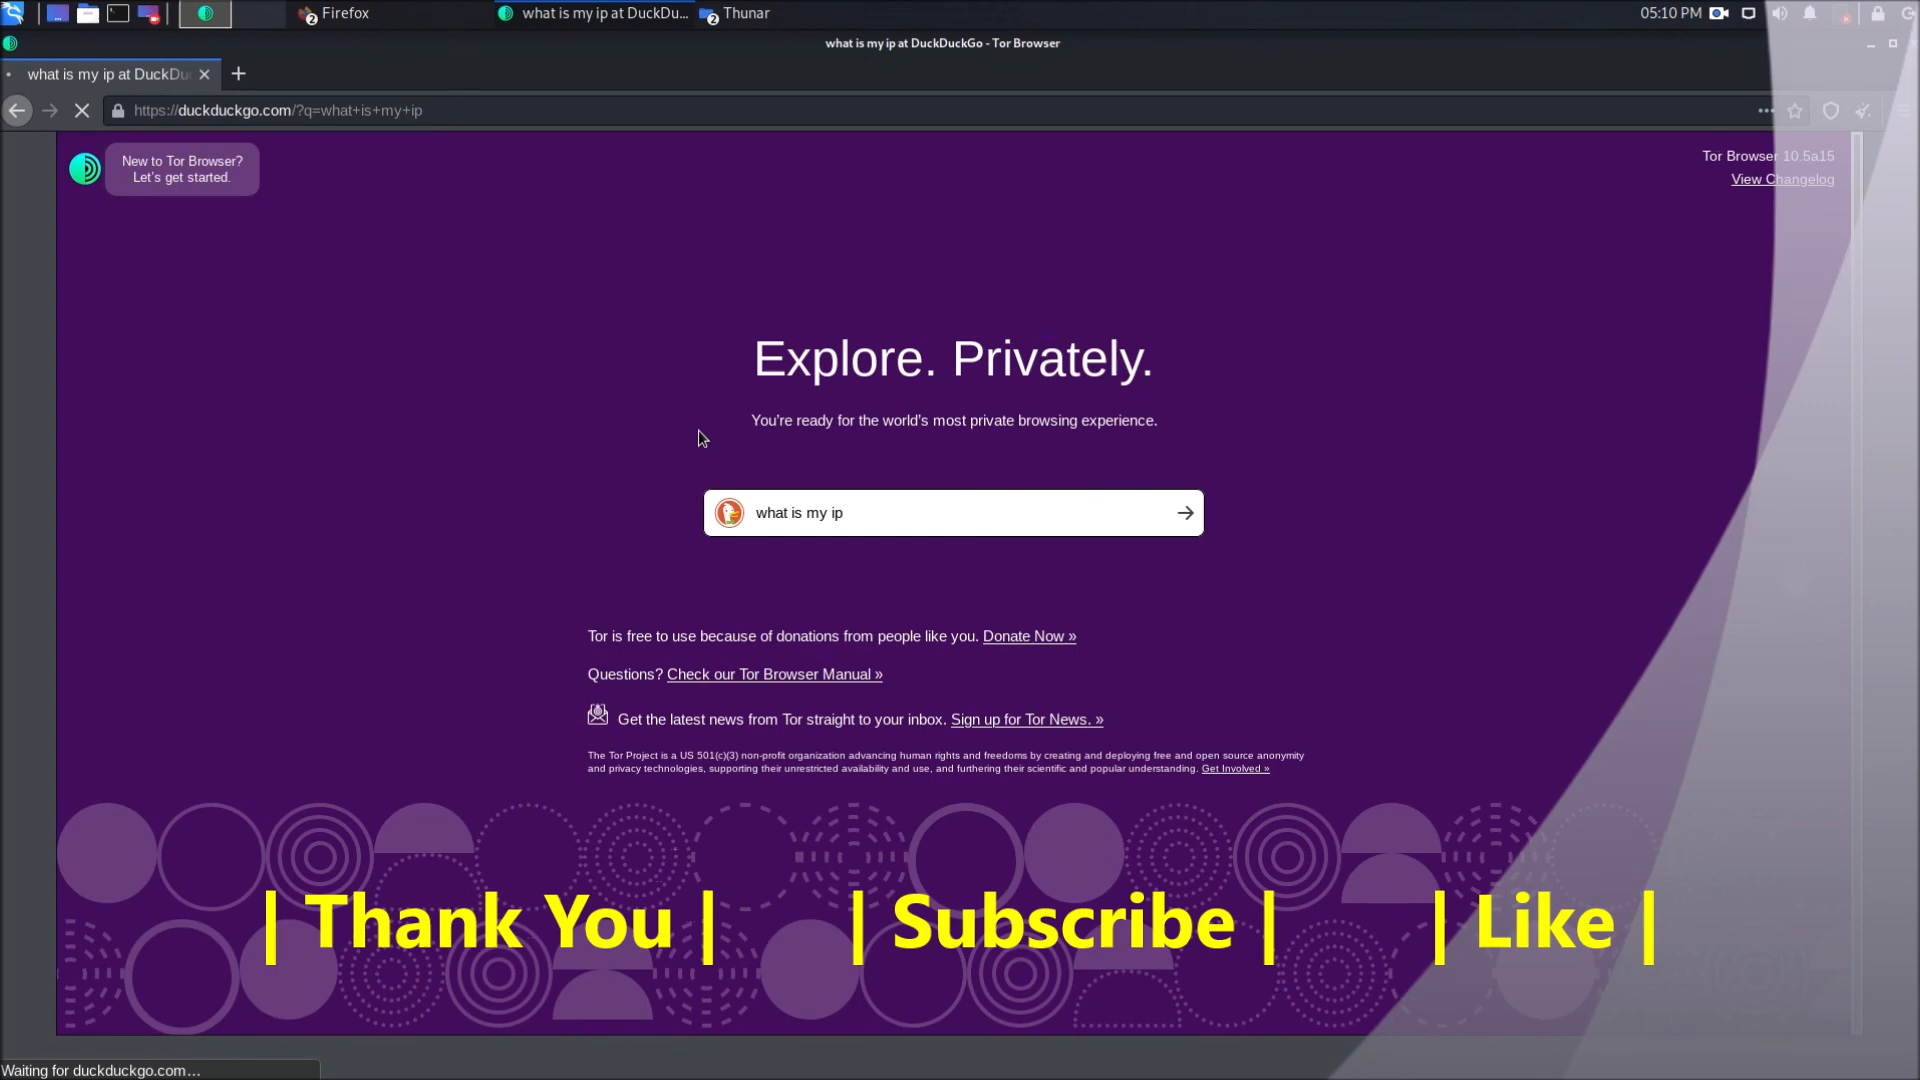 2 Firefox what is my ip at DuckDu... 2 Thunar 05:10 PM
what is my ip at DuckDuckGo - Tor Browser
what is my ip at DuckDu
https://duckduckgo.com/?q=what+is+my+ip
New to Tor Browser?
Let's get started.
Tor Browser 10.5a15
View Changelog
Explore. Privately.
You're ready for the world's most private browsing experience.
what is my ip
Tor is free to use because of donations from people like you. Donate Now »
Questions? Check our Tor Browser Manual »
Get the latest news from Tor straight to your inbox. Sign up for Tor News. »
The Tor Project is a US 501(c)(3) non-profit organization advancing human rights and freedoms by creating and deploying free and open source anonymity
and privacy technologies, supporting their unrestricted availability and use, and furthering their scientific and popular understanding. Get Involved »
| Thank You | | Subscribe | | Like |
Waiting for duckduckgo.com…